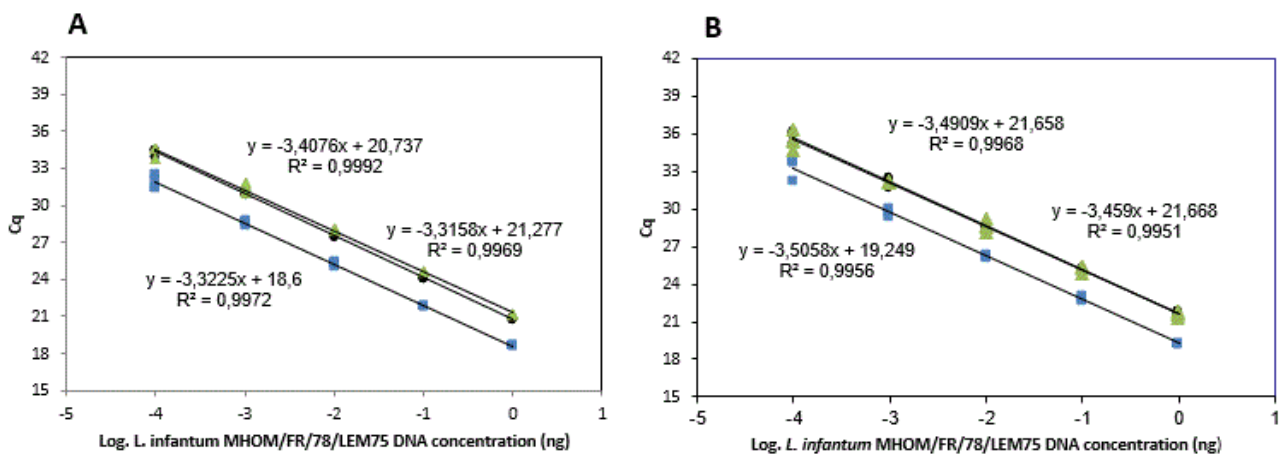 A
42
39
36
33
30
27
24
21
18
15
Cq
y = -3,4076x + 20,737
R² = 0,9992
y = -3,3158x + 21,277
R² = 0,9969
y = -3,3225x + 18,6
R² = 0,9972
-5 -4 -3 -2 -1 0 1
Log. L. infantum MHOM/FR/78/LEM75 DNA concentration (ng)
B
42
39
36
33
30
27
24
21
18
15
Cq
y = -3,4909x + 21,658
R² = 0,9968
y = -3,459x + 21,668
R² = 0,9951
y = -3,5058x + 19,249
R² = 0,9956
-5 -4 -3 -2 -1 0 1
Log. L. infantum MHOM/FR/78/LEM75 DNA concentration (ng)